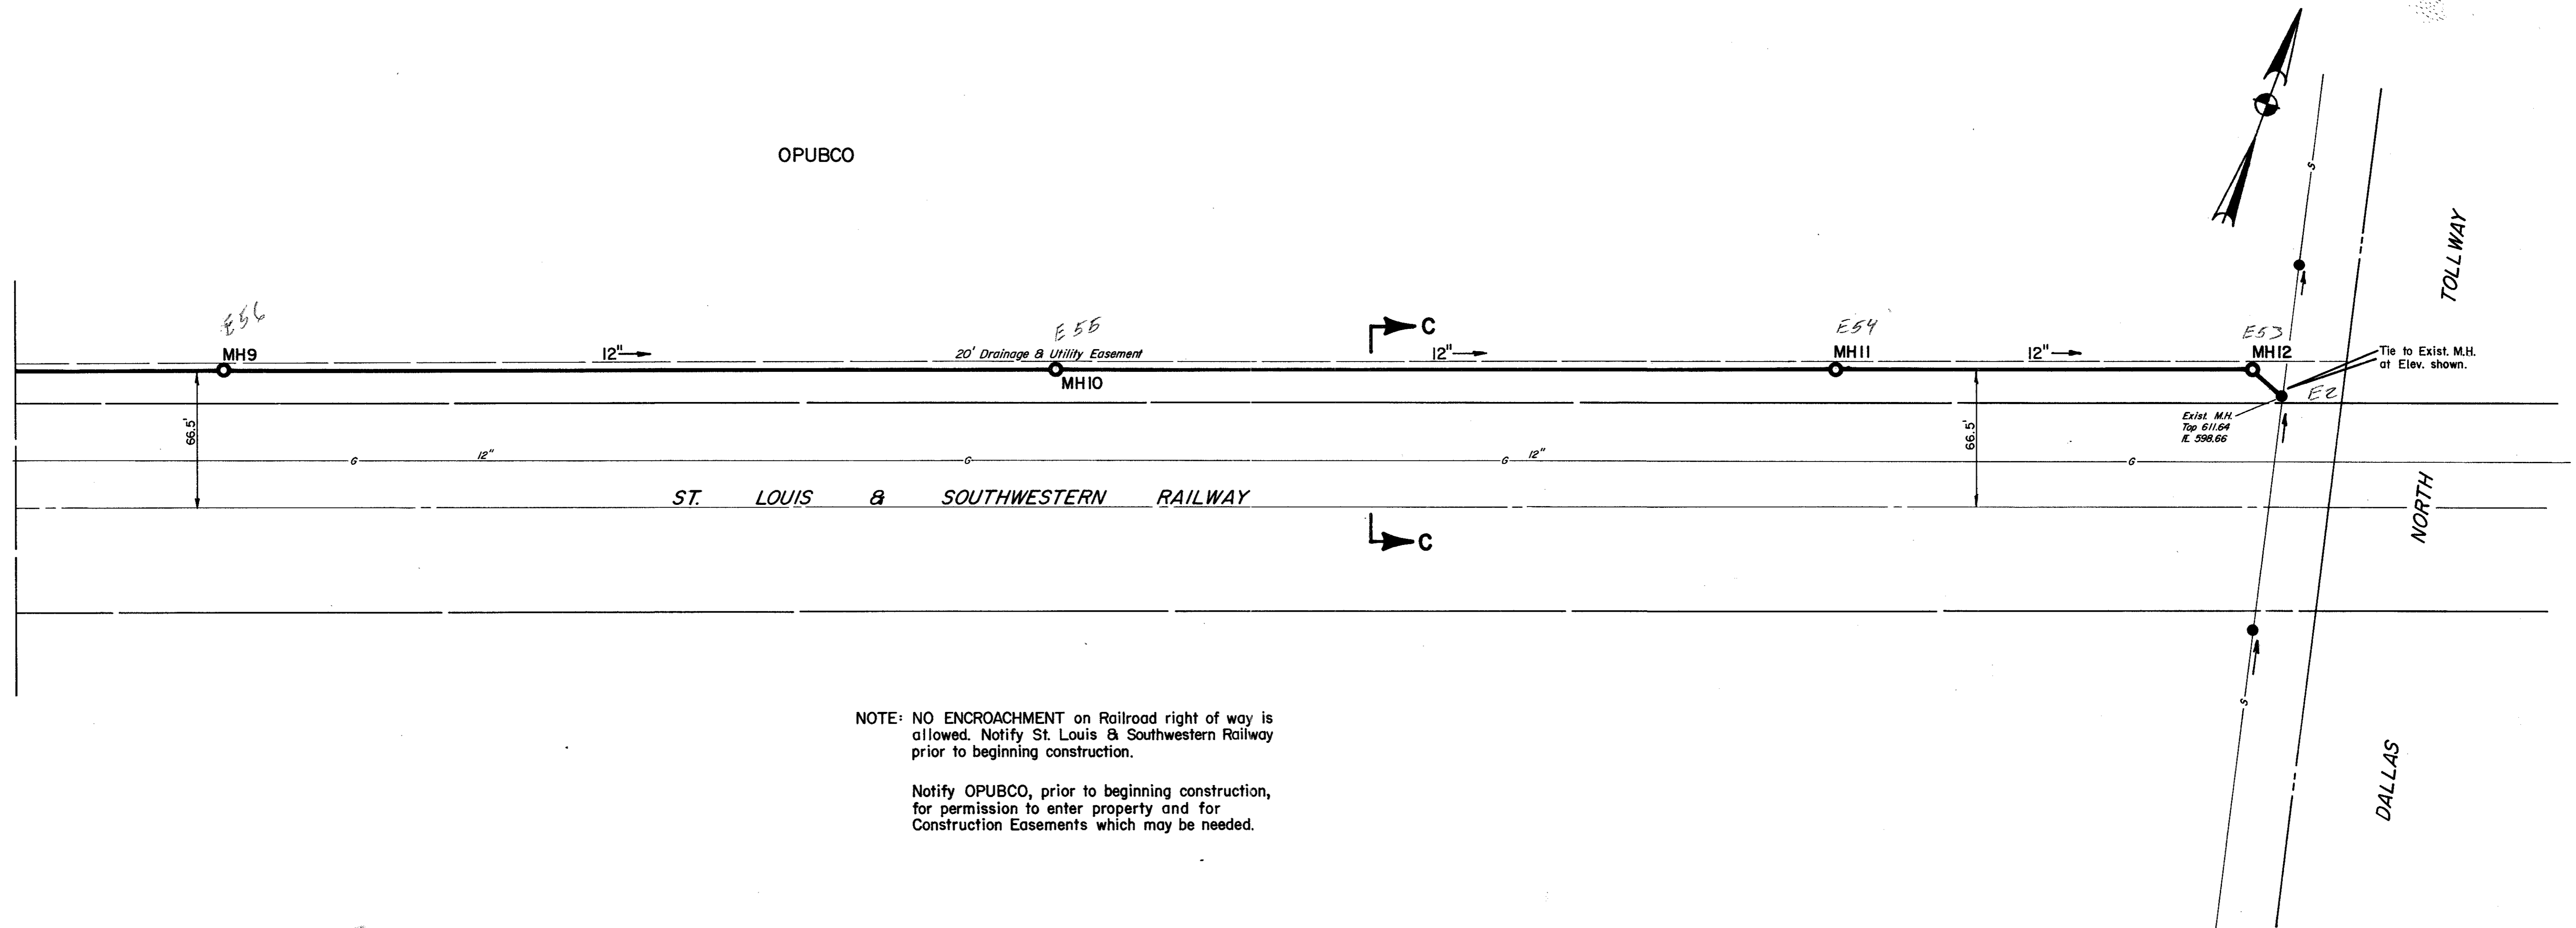 OPUBCO
TOLLWAY
E56
E55
E54
E53
C
MH9
12"
20' Drainage & Utility Easement
12"
MH11
12"
MH12
Tie to Exist. M.H.
at Elev. shown.
MH10
E2
66.5'
66.5'
Exist. M.H.
Top 611.64
FL 598.66
S
G
12"
G
G
12"
G
ST. LOUIS & SOUTHWESTERN RAILWAY
NORTH
C
S
DALLAS
NOTE: NO ENCROACHMENT on Railroad right of way is
allowed. Notify St. Louis & Southwestern Railway
prior to beginning construction.
Notify OPUBCO, prior to beginning construction,
for permission to enter property and for
Construction Easements which may be needed.